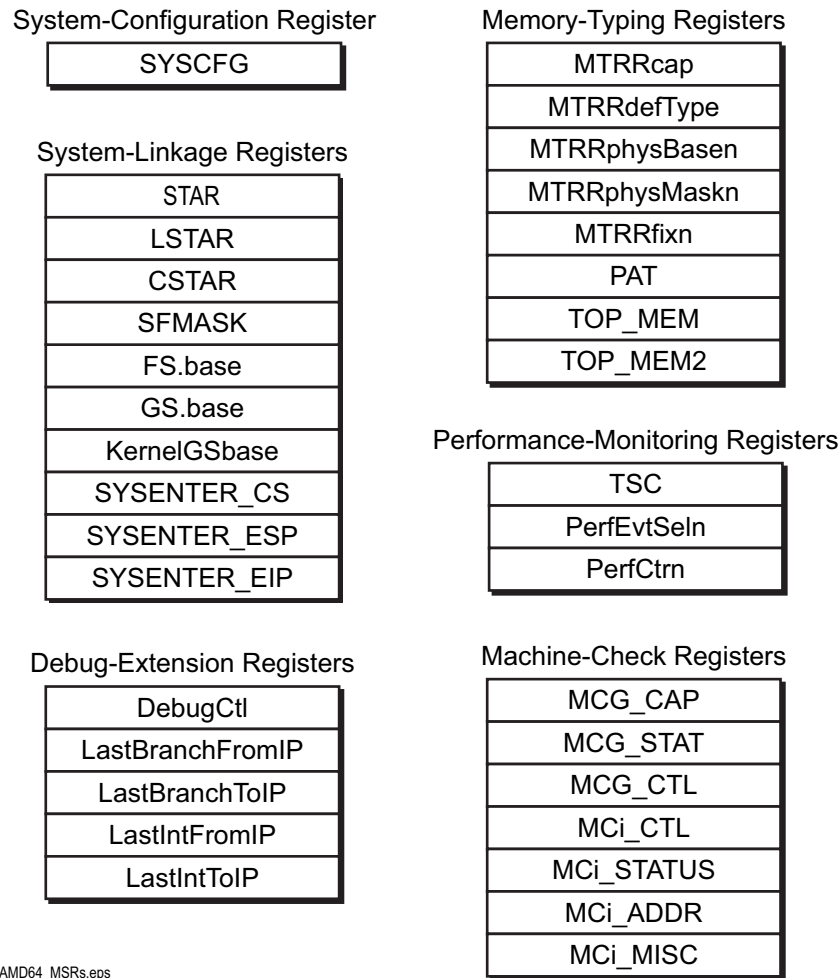 System-Configuration Register
SYSCFG
System-Linkage Registers
STAR
LSTAR
CSTAR
SFMASK
FS.base
GS.base
KernelGSbase
SYSENTER_CS
SYSENTER_ESP
SYSENTER_EIP
Debug-Extension Registers
DebugCtl
LastBranchFromIP
LastBranchToIP
LastIntFromIP
LastIntToIP
Memory-Typing Registers
MTRRcap
MTRRdefType
MTRRphysBasen
MTRRphysMaskn
MTRRfixn
PAT
TOP_MEM
TOP_MEM2
Performance-Monitoring Registers
TSC
PerfEvtSeln
PerfCtrn
Machine-Check Registers
MCG_CAP
MCG_STAT
MCG_CTL
MCi_CTL
MCi_STATUS
MCi_ADDR
MCi_MISC
AMD64_MSRs.eps